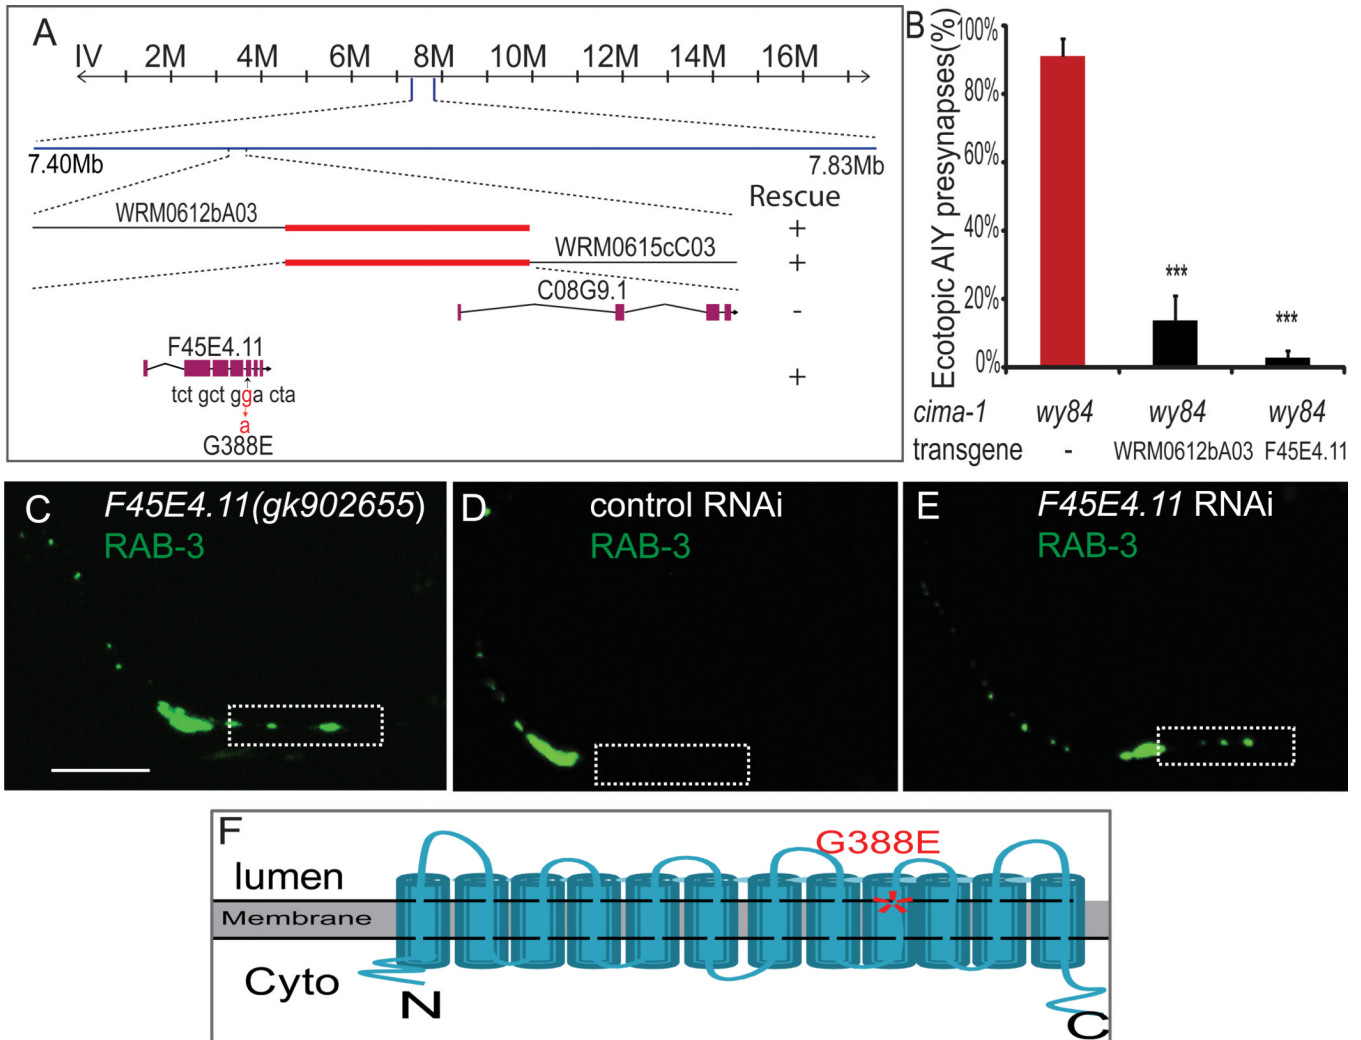 A
IV 2M 4M 6M 8M 10M 12M 14M 16M
7.40Mb 7.83Mb
Rescue
WRM0612bA03 +
WRM0615cC03
+
C08G9.1 -
F45E4.11 +
tct gct gga cta
a
G388E
B
Ecotopic AIY presynapses(%)
100%
80%
60%
40%
20%
0%
***
***
cima-1 wy84 wy84 wy84
transgene - WRM0612bA03 F45E4.11
C F45E4.11(gk902655)
RAB-3
D control RNAi
RAB-3
E F45E4.11 RNAi
RAB-3
F
G388E
lumen
Membrane
Cyto
N
C